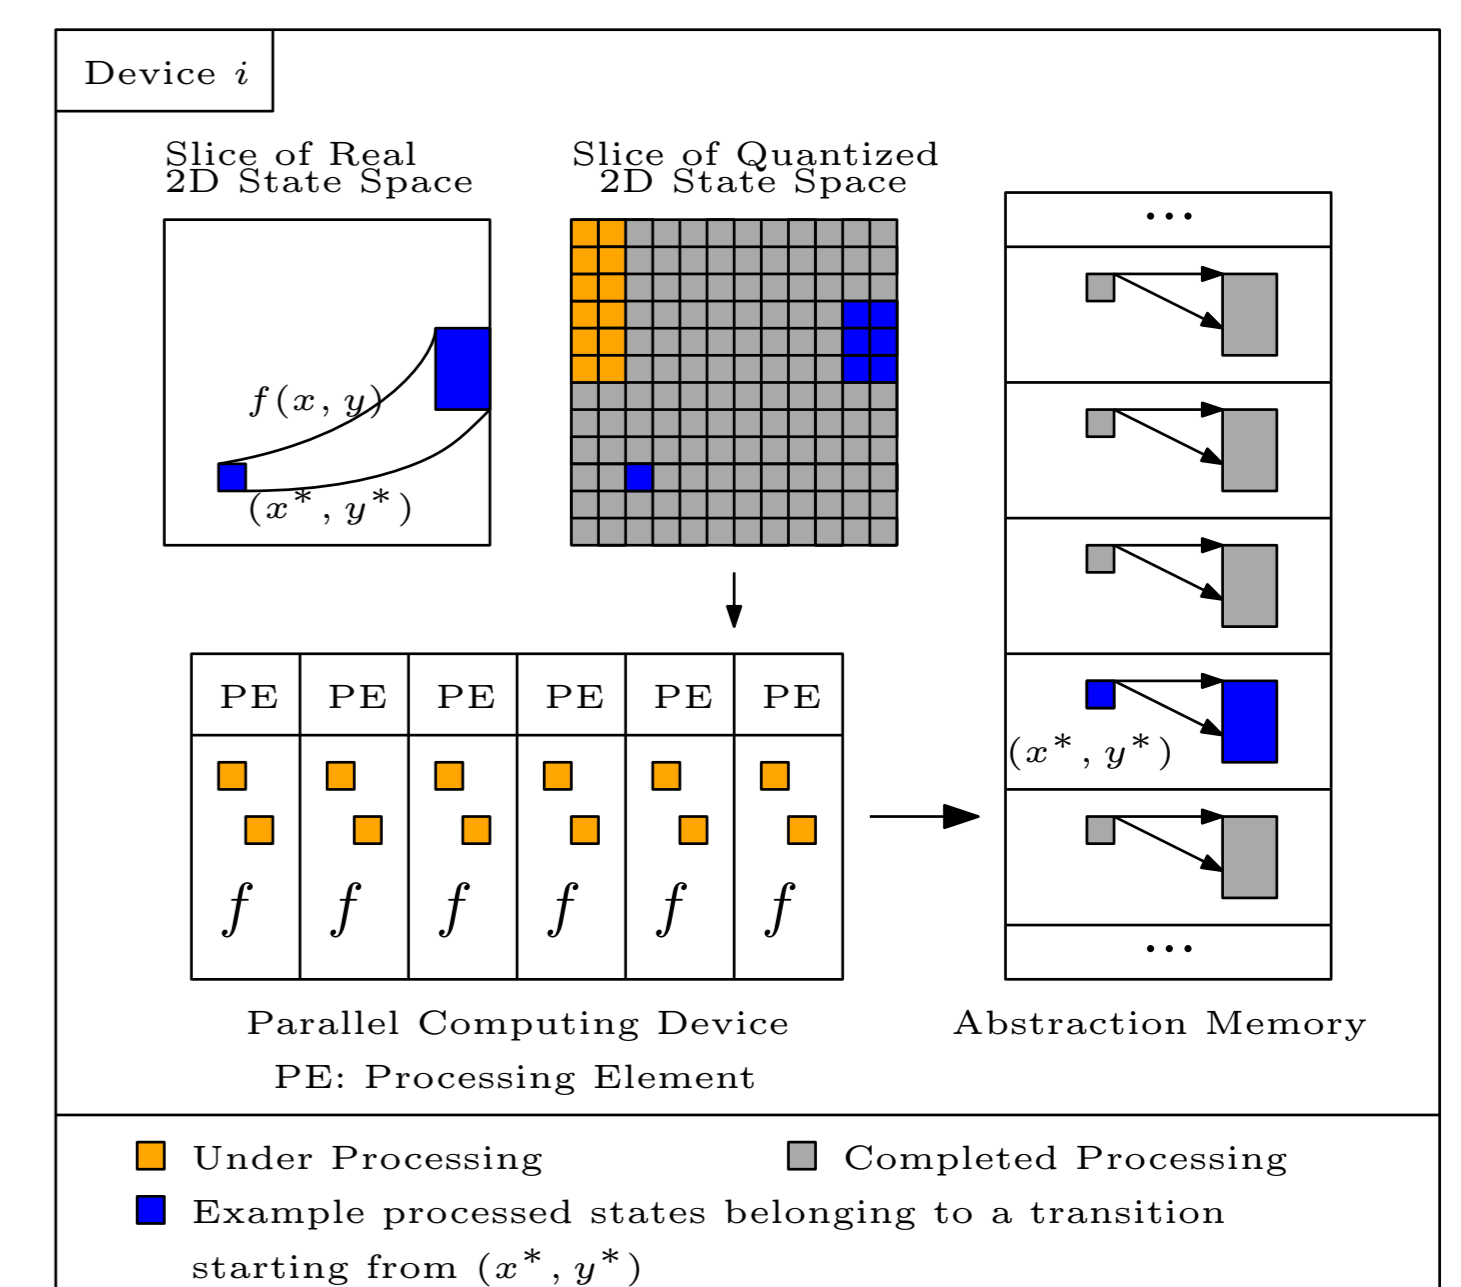 Device i
Slice of Real
2D State Space
Slice of Quantized
2D State Space
...
f(x, y)
(x*, y*)
PE PE PE PE PE PE
(x*, y*)
f f f f f f
...
Parallel Computing Device
Abstraction Memory
PE: Processing Element
Under Processing
Completed Processing
Example processed states belonging to a transition
starting from (x*, y*)